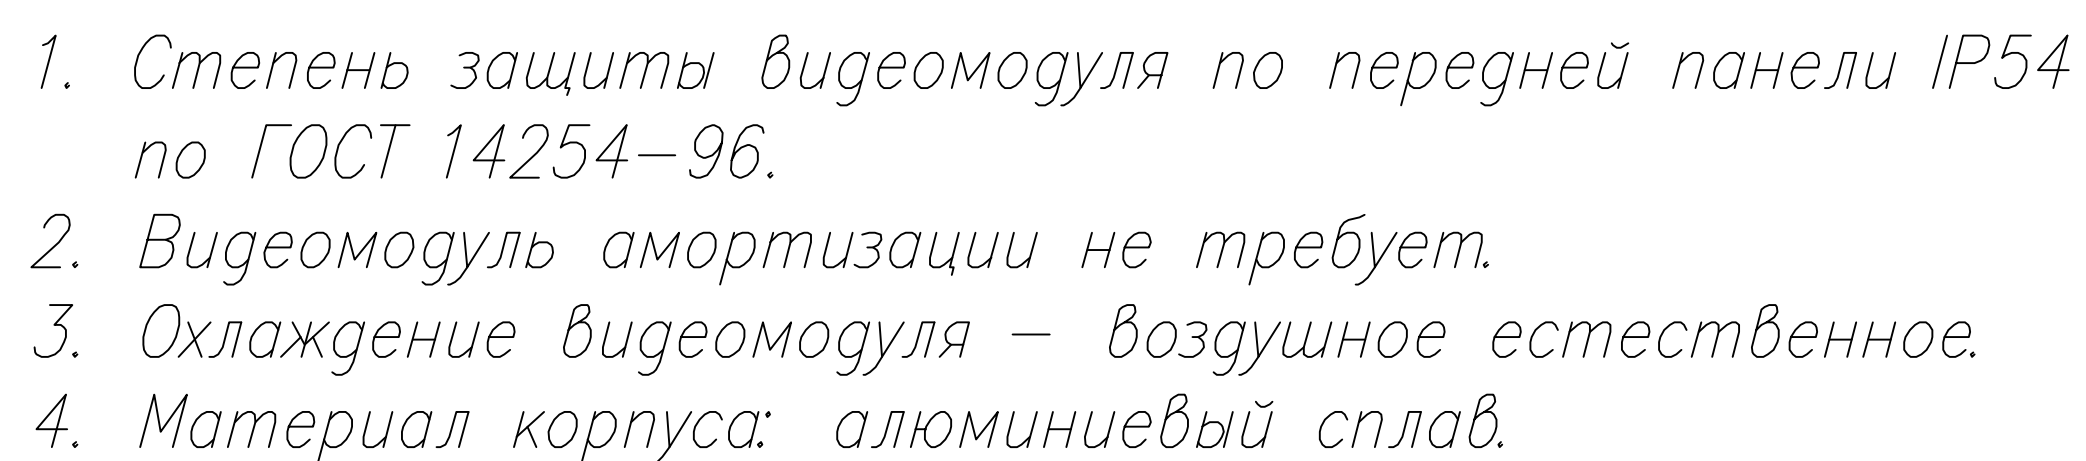 1. Степень защиты видеомодуля по передней панели IP54
по ГОСТ 14254-96.
2. Видеомодуль амортизации не требует.
3. Охлаждение видеомодуля – воздушное естественное.
4. Материал корпуса: алюминиевый сплав.